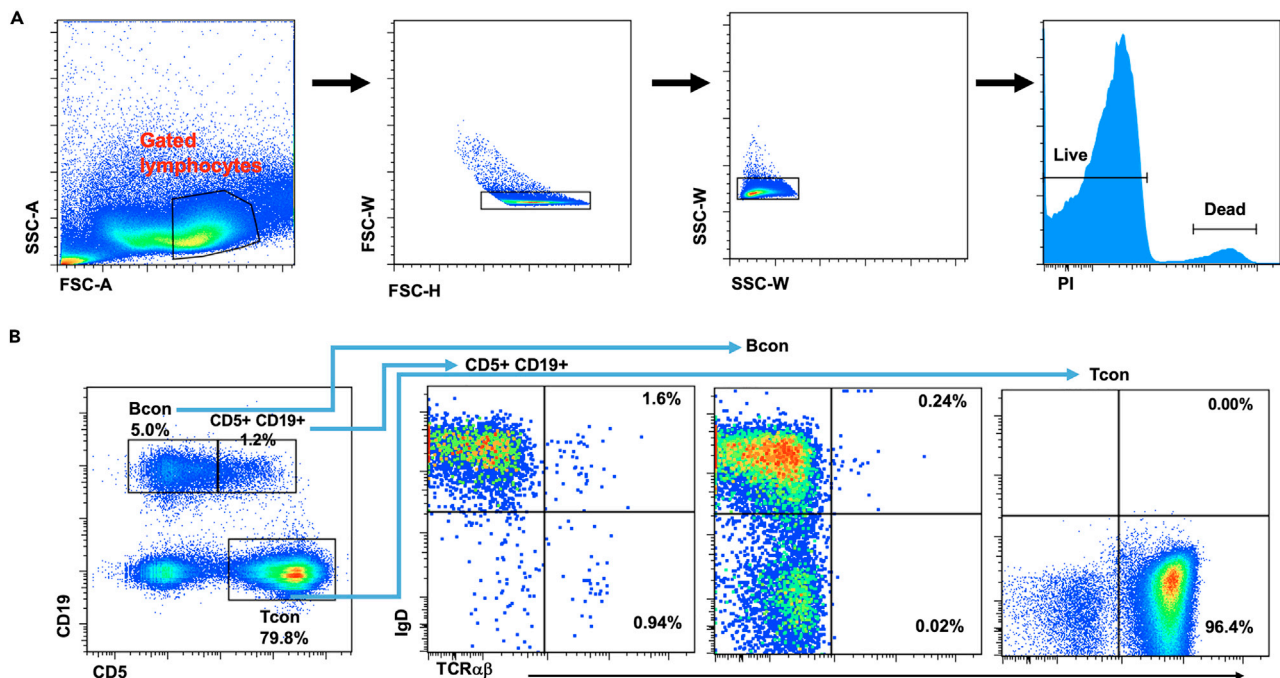 A
Gated
lymphocytes
SSC-A
FSC-A
FSC-W
FSC-H
SSC-W
SSC-W
Live
Dead
PI
B
Bcon
CD5+ CD19+
Tcon
Bcon
5.0%
CD5+ CD19+
1.2%
Tcon
79.8%
CD19
CD5
1.6%
0.94%
IgD
TCRαβ
0.24%
0.02%
0.00%
96.4%